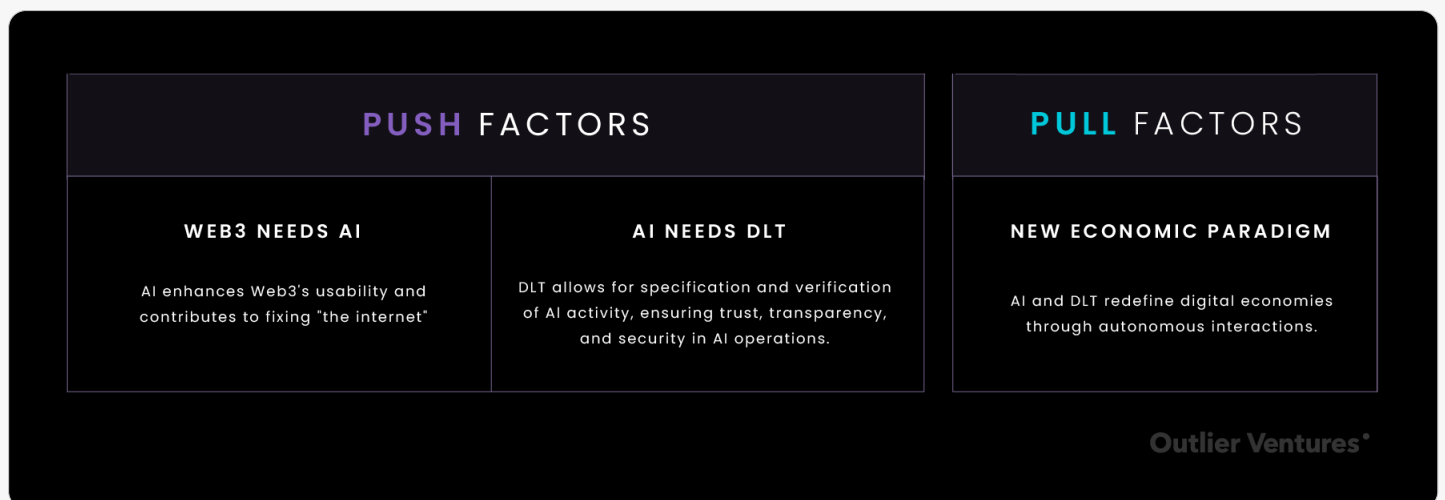 PUSH FACTORS
WEB3 NEEDS AI
AI enhances Web3's usability and
contributes to fixing "the internet"
AI NEEDS DLT
DLT allows for specification and verification
of AI activity, ensuring trust, transparency,
and security in AI operations.
PULL FACTORS
NEW ECONOMIC PARADIGM
AI and DLT redefine digital economies
through autonomous interactions.
Outlier Ventures